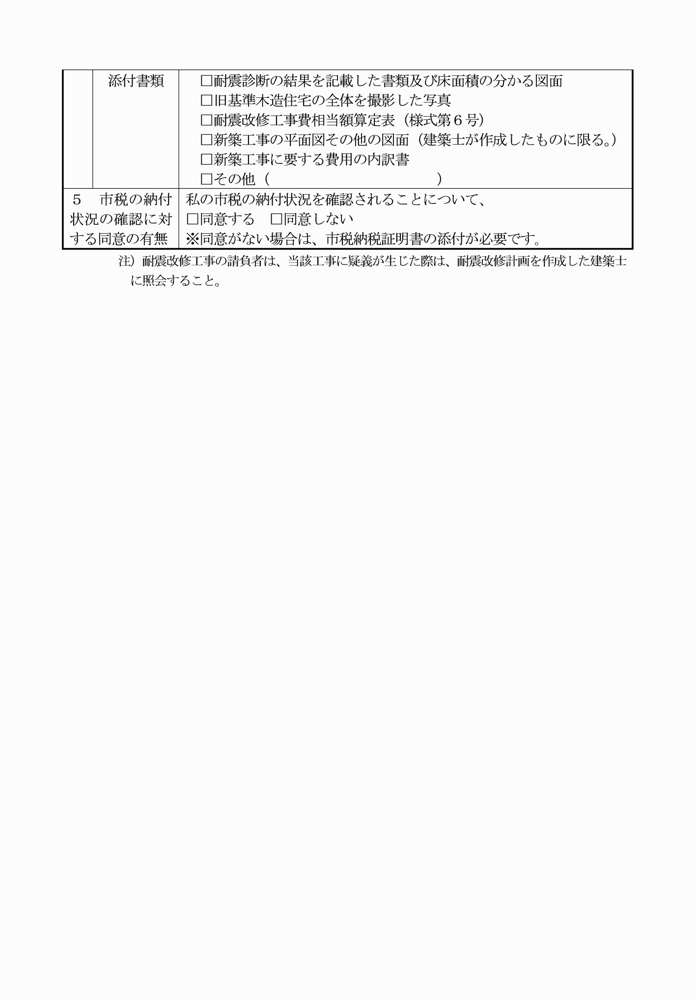 添付書類
□耐震診断の結果を記載した書類及び床面積の分かる図面
□旧基準木造住宅の全体を撮影した写真
□耐震改修工事費相当額算定表（様式第６号）
□新築工事の平面図その他の図面（建築士が作成したものに限る。）
□新築工事に要する費用の内訳書
□その他（　　　　　　　　　　　　）
５　市税の納付
状況の確認に対
する同意の有無
私の市税の納付状況を確認されることについて、
□同意する　□同意しない
※同意がない場合は、市税納税証明書の添付が必要です。
注）耐震改修工事の請負者は、当該工事に疑義が生じた際は、耐震改修計画を作成した建築士
に照会すること。